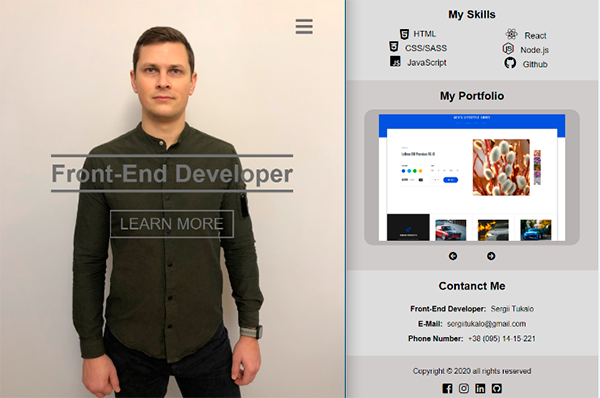 Front-End Developer
LEARN MORE
My Skills
HTML
React
CSS/SASS
Node.js
JavaScript
Github
My Portfolio
Contanct Me
Front-End Developer: Sergii Tukalo
E-Mail: sergiitukalo@gmail.com
Phone Number: +38 (095) 14-15-221
Copyright © 2020 all rights reserved